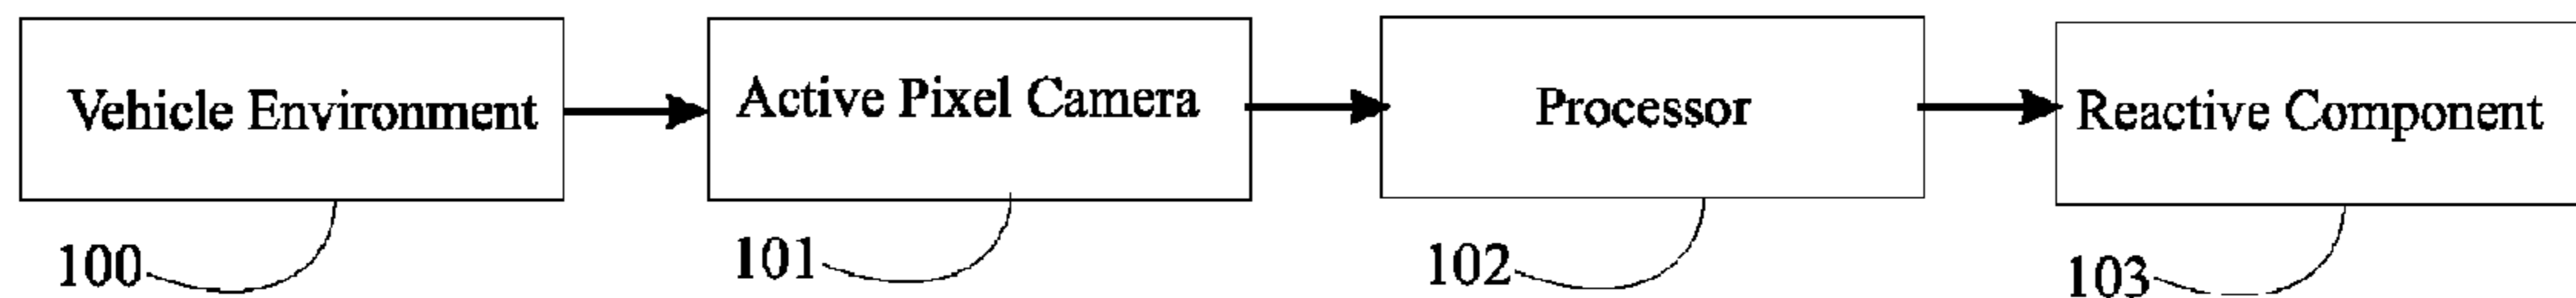 Vehicle Environment
Active Pixel Camera
Processor
Reactive Component
100
101
102
103